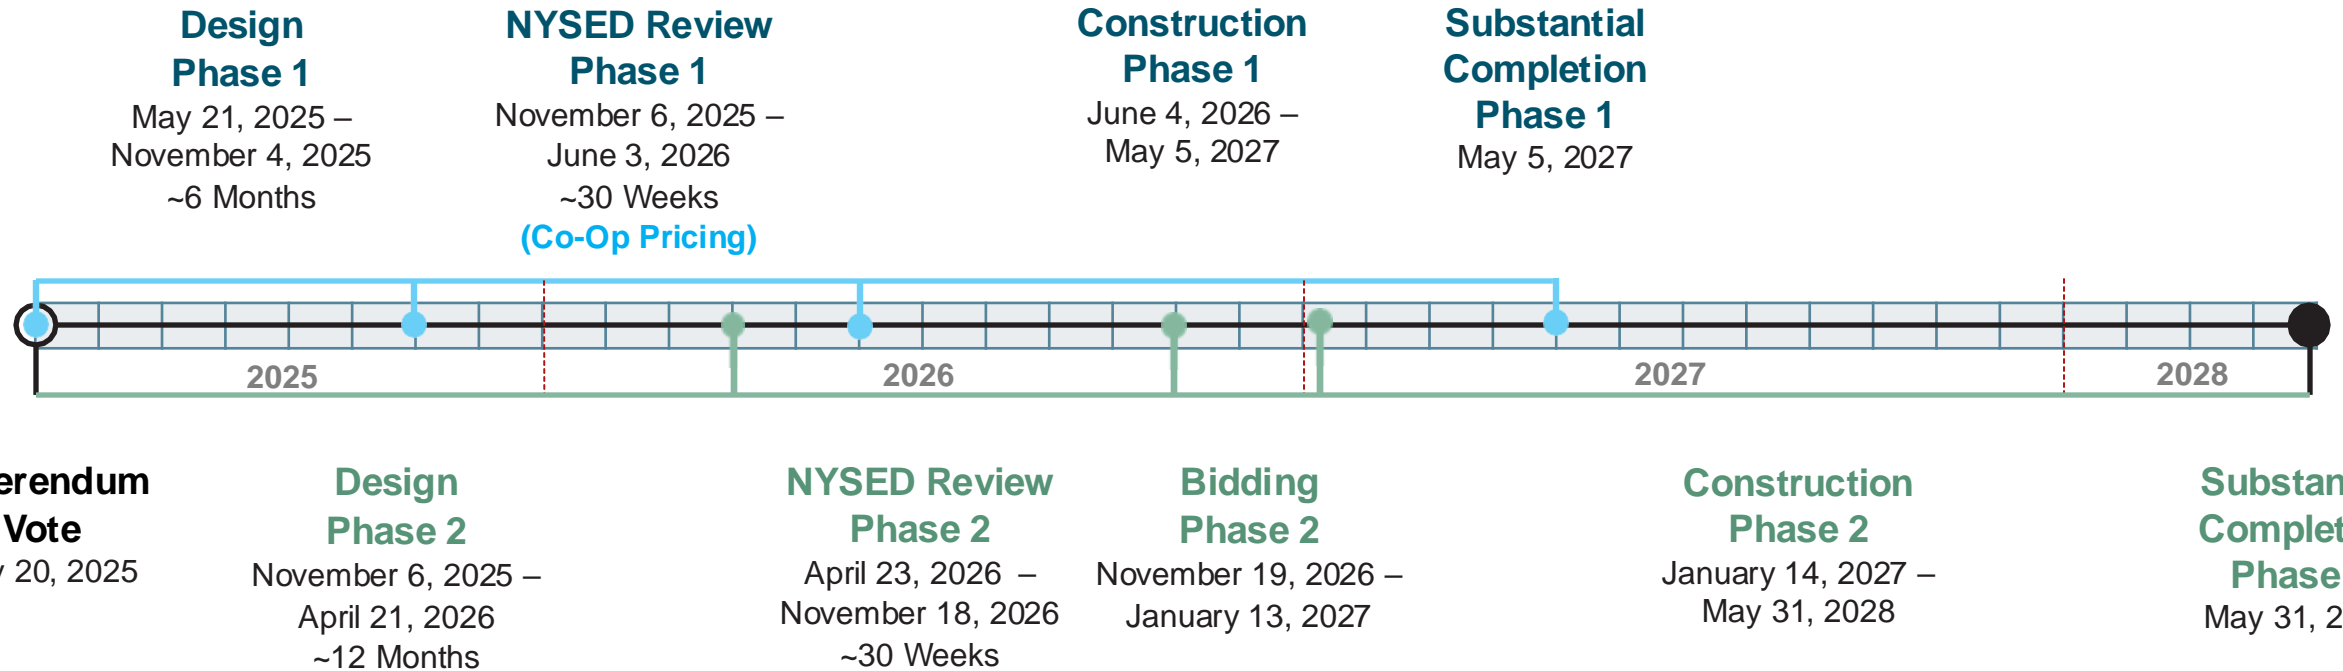 Design
Phase 1
May 21, 2025 –
November 4, 2025
~6 Months
NYSED Review
Phase 1
November 6, 2025 –
June 3, 2026
~30 Weeks
(Co-Op Pricing)
Construction
Phase 1
June 4, 2026 –
May 5, 2027
Substantial
Completion
Phase 1
May 5, 2027
2025
2026
2027
2028
erendum
Vote
20, 2025
Design
Phase 2
November 6, 2025 –
April 21, 2026
~12 Months
NYSED Review
Phase 2
April 23, 2026 –
November 18, 2026
~30 Weeks
Bidding
Phase 2
November 19, 2026 –
January 13, 2027
Construction
Phase 2
January 14, 2027 –
May 31, 2028
Substan
Complet
Phase
May 31, 2